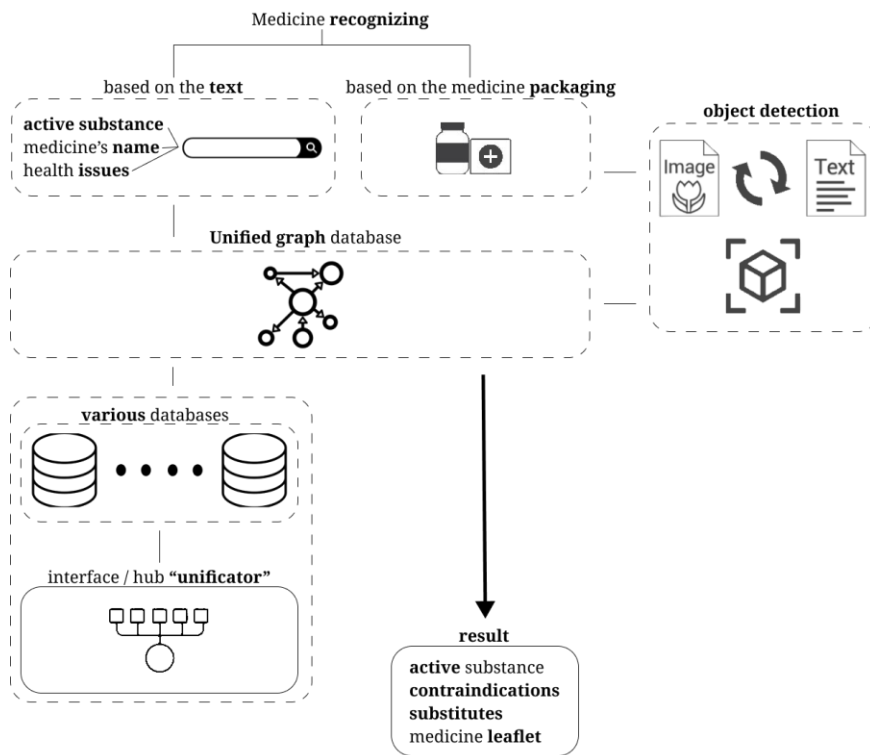 Medicine recognizing
based on the text
based on the medicine packaging
active substance
medicine's name
health issues
object detection
Image
Text
Unified graph database
various databases
interface / hub “unificator”
result
active substance
contraindications
substitutes
medicine leaflet